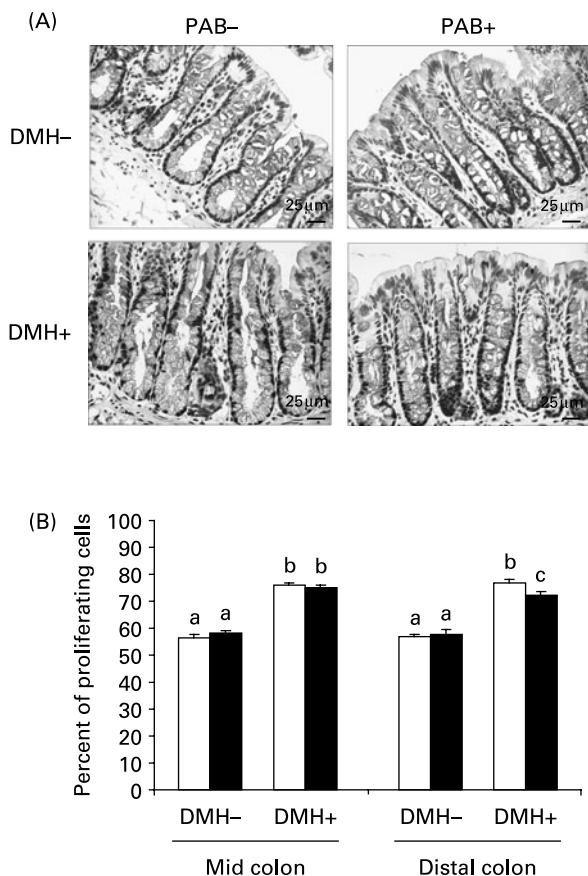 (A)
PAB– PAB+
DMH–
25µm 25µm
DMH+
25µm 25µm
(B)
Percent of proliferating cells
100
90
80
70
60
50
40
30
20
10
0
a a b b a a b c
DMH– DMH+ DMH– DMH+
Mid colon Distal colon